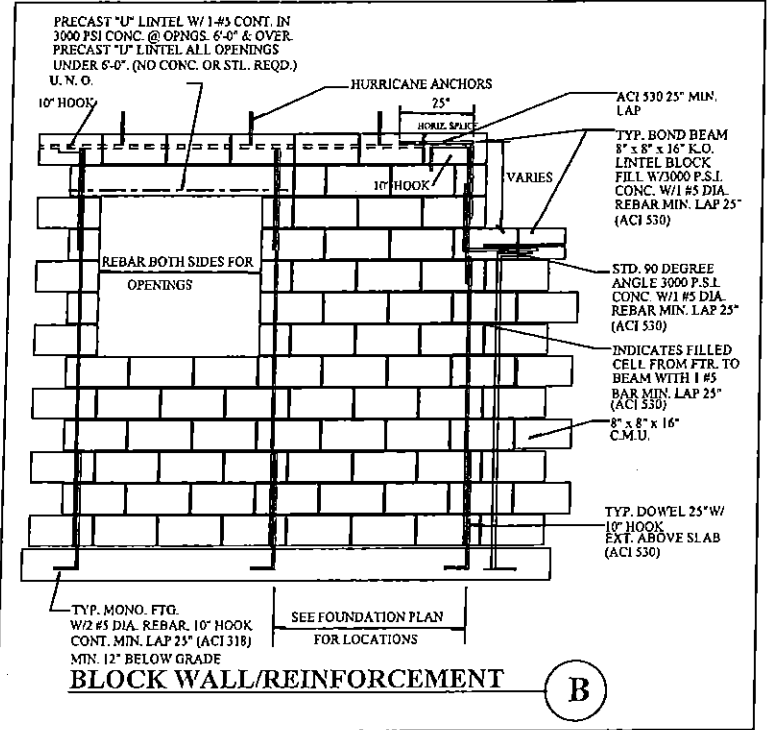 PRECAST "U" LINTEL W/ 1-#5 CONT. IN
3000 PSI CONC. @ OPNGS. 6'-0" & OVER.
PRECAST "U" LINTEL ALL OPENINGS
UNDER 6'-0". (NO CONC. OR STL. REQD.)
U. N. O.
10" HOOK
HURRICANE ANCHORS
25"
HORIZ. SPLICE
10" HOOK
VARIES
ACI 530 25" MIN.
LAP
TYP. BOND BEAM
8" x 8" x 16" K.O.
LINTEL BLOCK
FILL W/3000 P.S.I.
CONC. W/1 #5 DIA.
REBAR MIN. LAP 25"
(ACI 530)
REBAR BOTH SIDES FOR
OPENINGS
STD. 90 DEGREE
ANGLE 3000 P.S.I.
CONC. W/1 #5 DIA.
REBAR MIN. LAP 25"
(ACI 530)
INDICATES FILLED
CELL FROM FTR. TO
BEAM WITH 1 #5
BAR MIN. LAP 25"
(ACI 530)
8" x 8" x 16"
C.M.U.
TYP. DOWEL 25" W/
10" HOOK
EXT. ABOVE SLAB
(ACI 530)
TYP. MONO. FTG.
W/2 #5 DIA. REBAR, 10" HOOK
CONT. MIN. LAP 25" (ACI 318)
MIN. 12" BELOW GRADE
SEE FOUNDATION PLAN
FOR LOCATIONS
BLOCK WALL/REINFORCEMENT
B